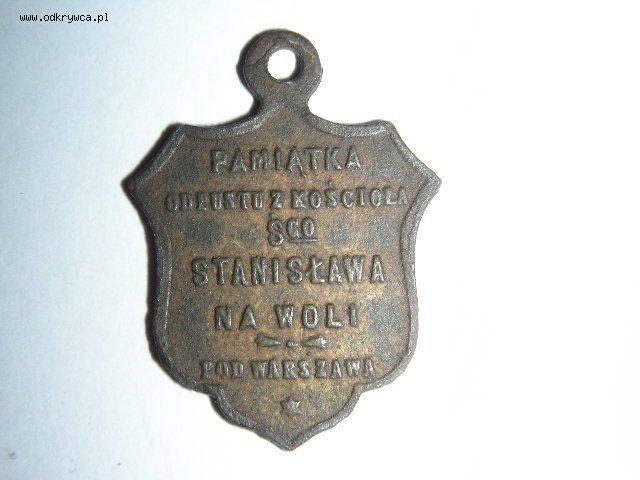 www.odkrywca.pl
PAMIĄTKA
ODPUSTU Z KOŚCIOŁA
SGO
STANISŁAWA
NA WOLI
POD WARSZAWĄ